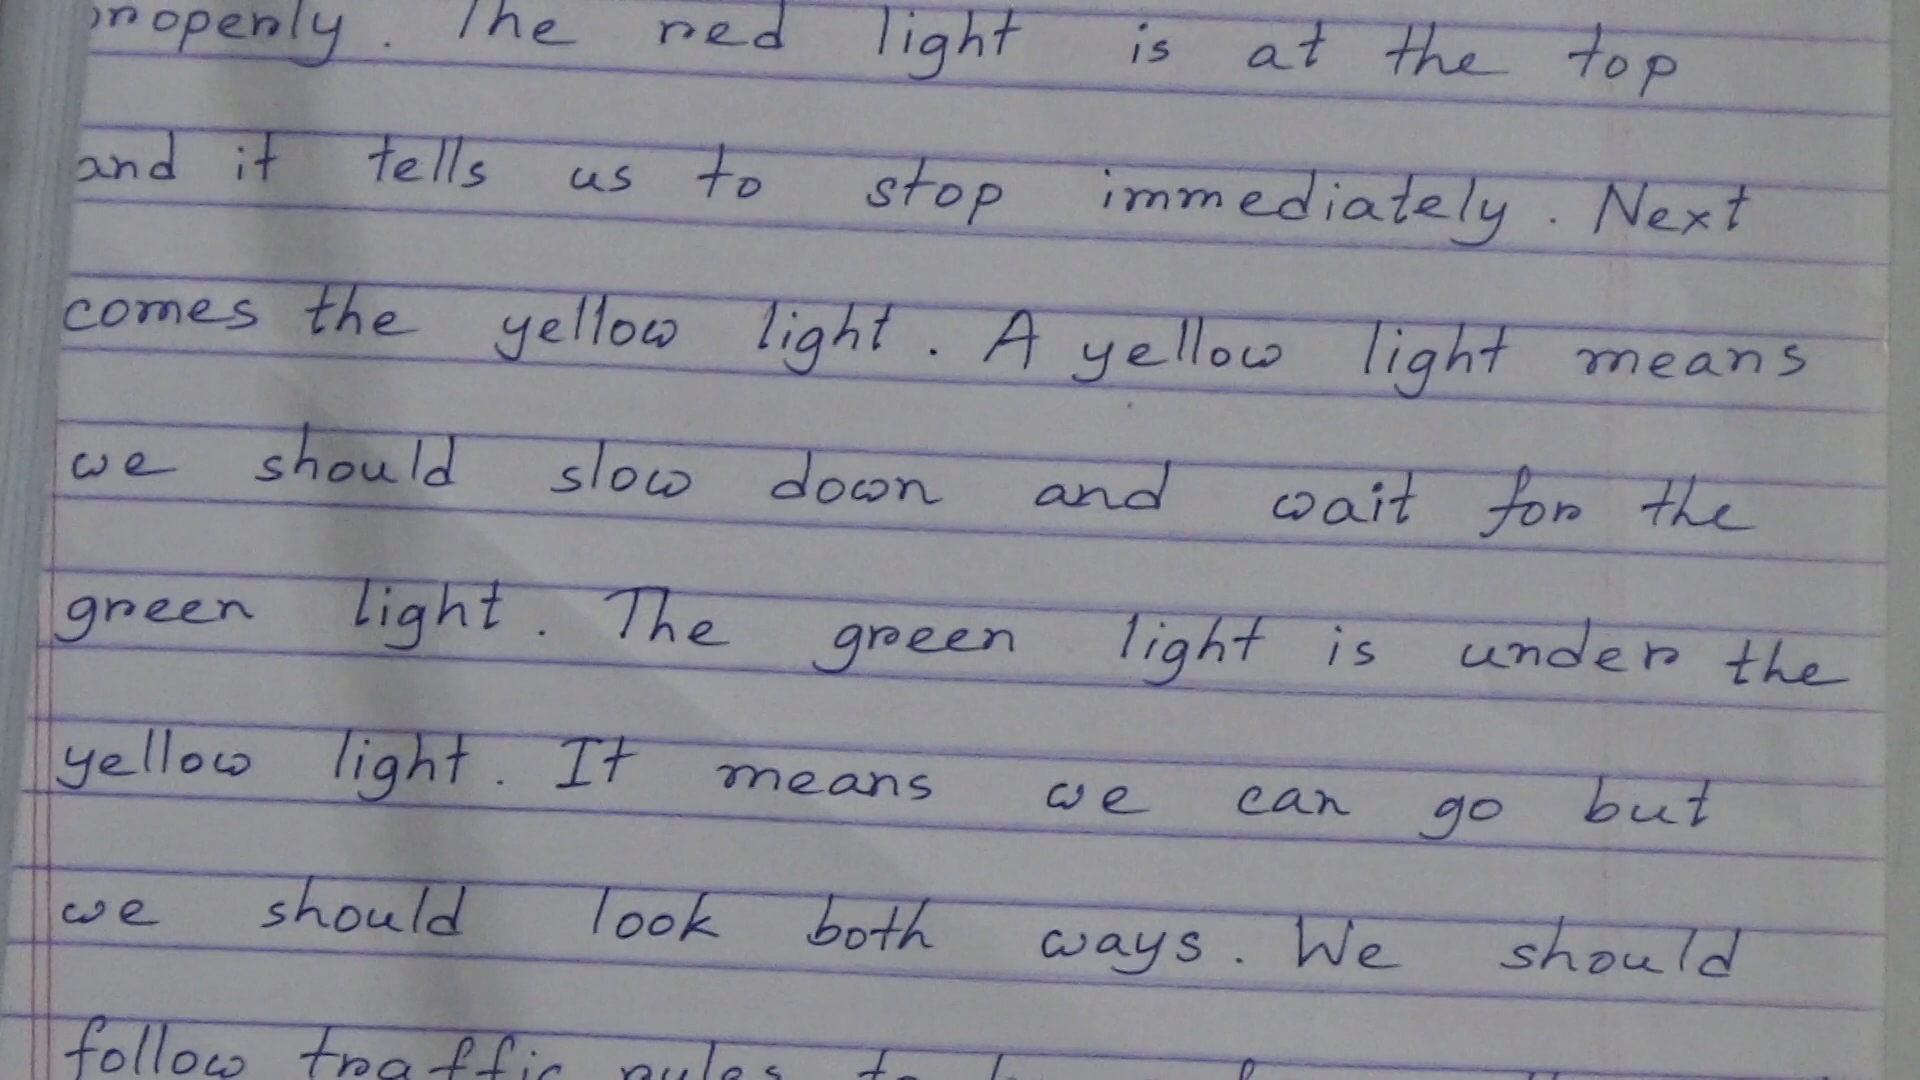 properly. The red light is at the top
and it tells us to stop immediately. Next
comes the yellow light. A yellow light means
we should slow down and wait for the
green light. The green light is under the
yellow light. It means we can go but
we should look both ways. We should
follow traffic rules to